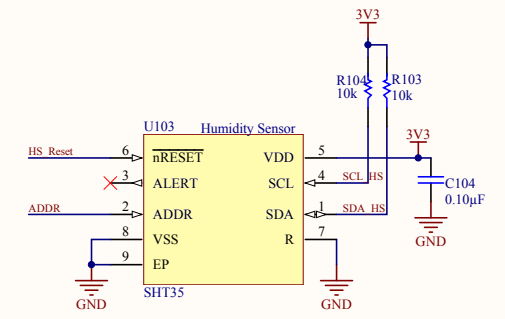 3V3
R104
10k
R103
10k
U103
Humidity Sensor
3V3
HS_Reset
6
nRESET
VDD
5
3
ALERT
SCL
4
SCL_HS
C104
0.10µF
ADDR
2
ADDR
SDA
1
SDA_HS
8
VSS
R
7
GND
9
EP
SHT35
GND
GND